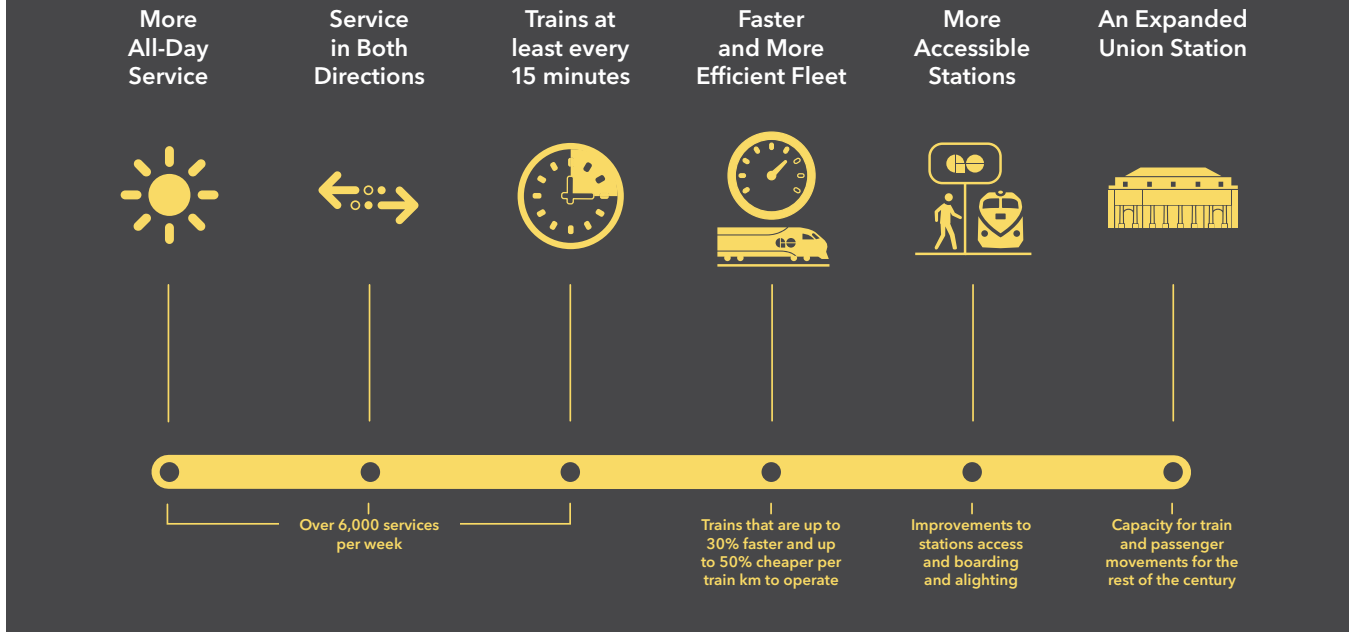 More
All-Day
Service
Service
in Both
Directions
Trains at
least every
15 minutes
Faster
and More
Efficient Fleet
More
Accessible
Stations
An Expanded
Union Station
GO
GO
Over 6,000 services
per week
Trains that are up to
30% faster and up
to 50% cheaper per
train km to operate
Improvements to
stations access
and boarding
and alighting
Capacity for train
and passenger
movements for the
rest of the century